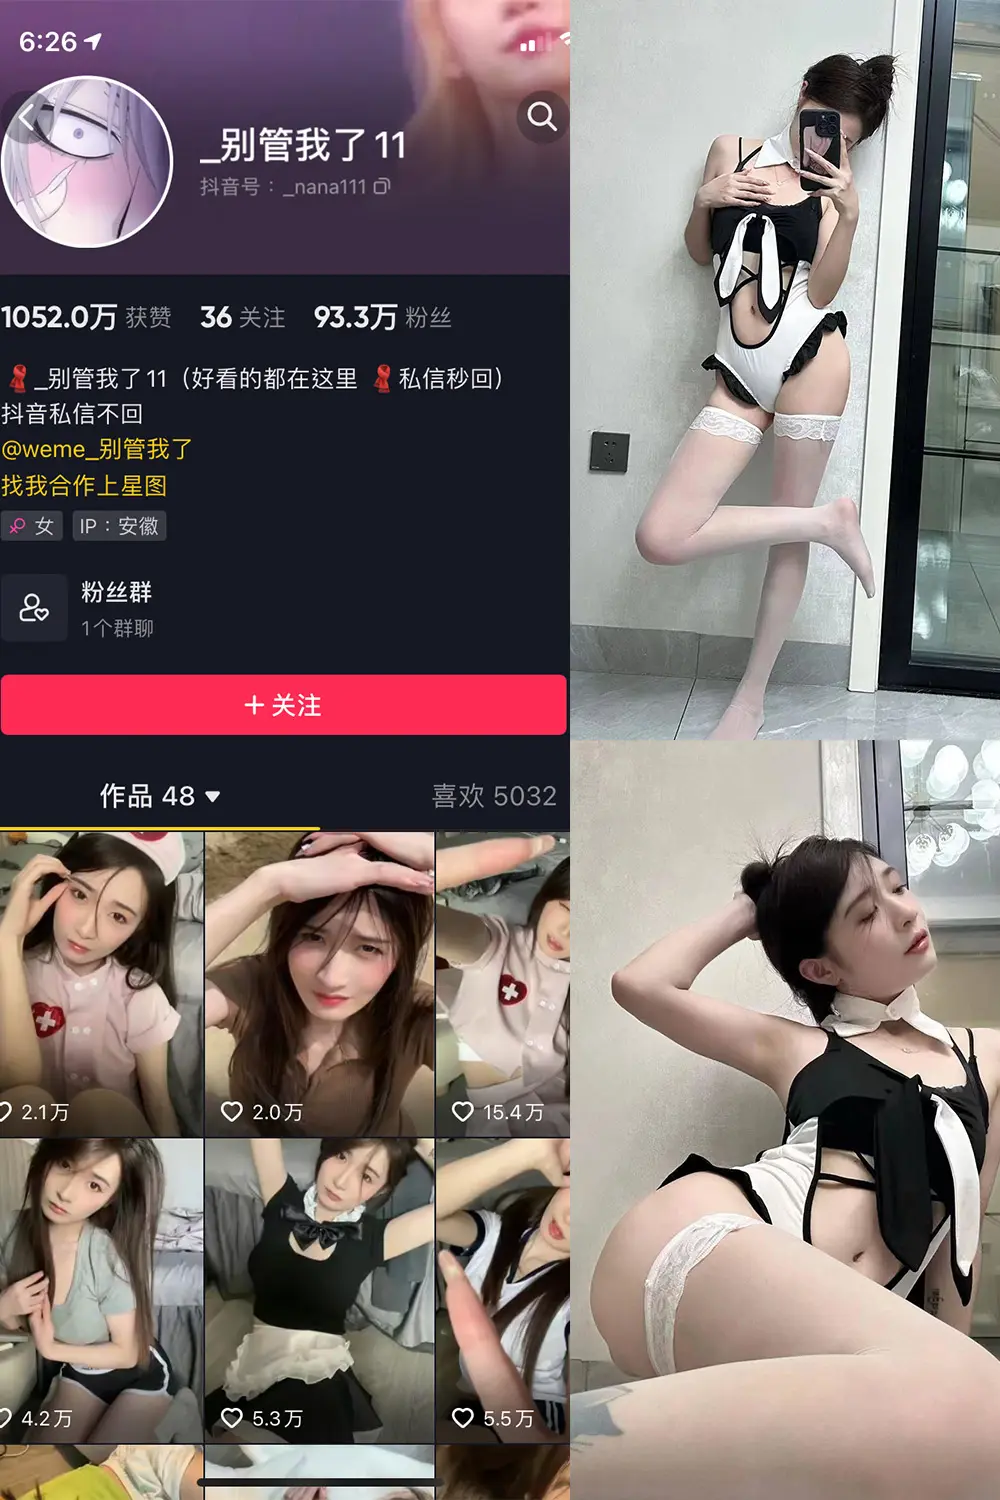 6:26
_别管我了 11
抖音号：_nana111
1052.0万 获赞 36 关注 93.3万 粉丝
_别管我了11（好看的都在这里 私信秒回）
抖音私信不回
@weme_别管我了
找我合作上星图
女 IP：安徽
粉丝群
1个群聊
+ 关注
作品 48 喜欢 5032
2.1万 2.0万 15.4万
4.2万 5.3万 5.5万